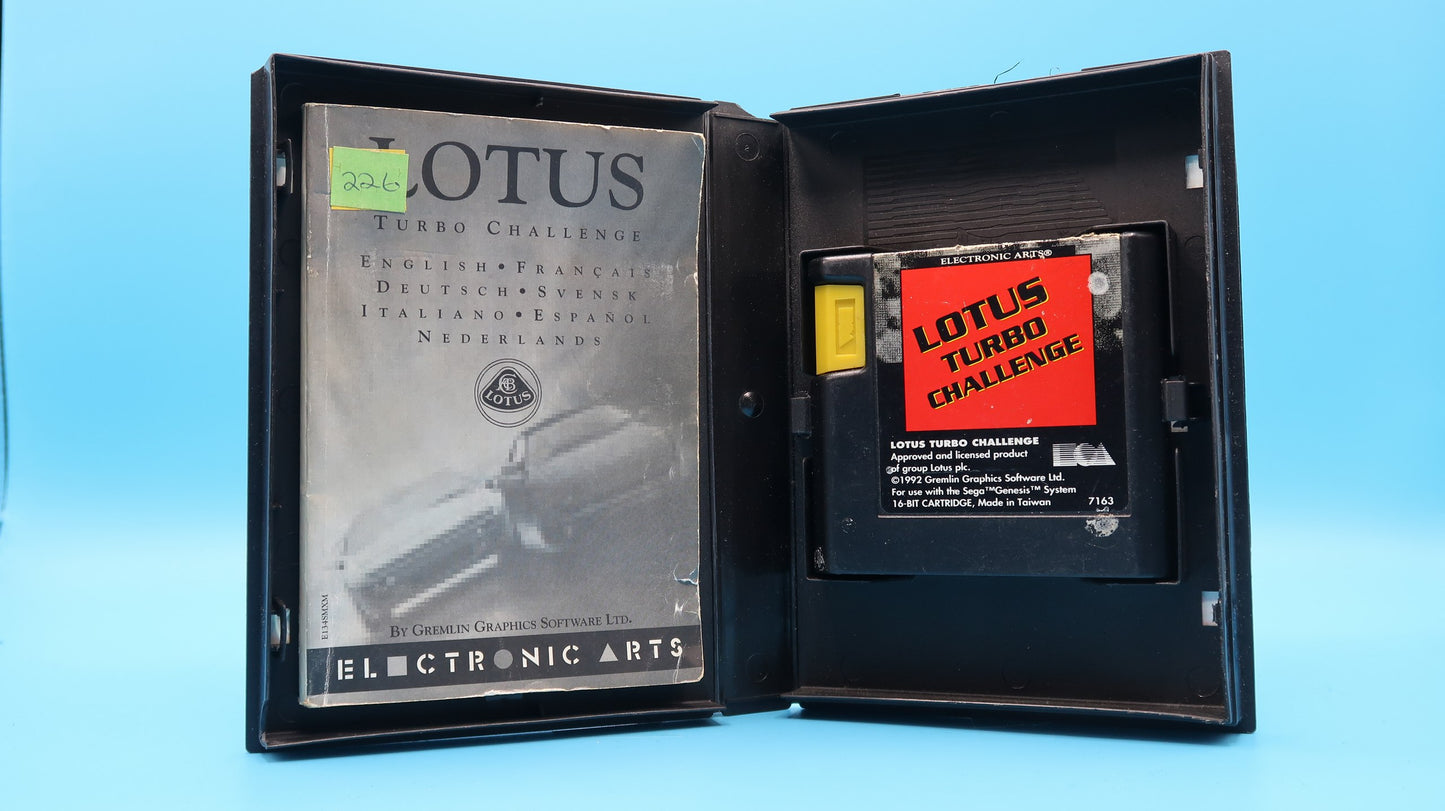 LOTUS
226
TURBO CHALLENGE
ENGLISH • FRANÇAIS
DEUTSCH • SVENSK
ITALIANO • ESPAÑOL
NEDERLANDS
LOTUS
E134SMXM
BY GREMLIN GRAPHICS SOFTWARE LTD.
ELECTRONIC ARTS
ELECTRONIC ARTS®
LOTUS
TURBO
CHALLENGE
LOTUS TURBO CHALLENGE
Approved and licensed product
of group Lotus plc.
©1992 Gremlin Graphics Software Ltd.
For use with the Sega™Genesis™ System
16-BIT CARTRIDGE, Made in Taiwan
7163
EA